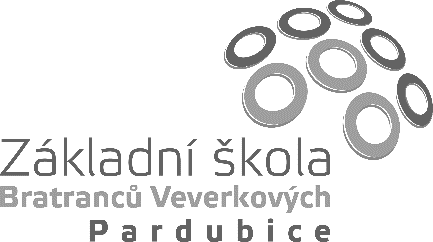 Základní škola
Bratranců Veverkových
Pardubice